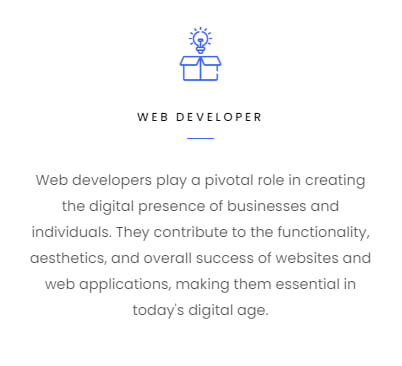 WEB DEVELOPER
Web developers play a pivotal role in creating
the digital presence of businesses and
individuals. They contribute to the functionality,
aesthetics, and overall success of websites and
web applications, making them essential in
today's digital age.